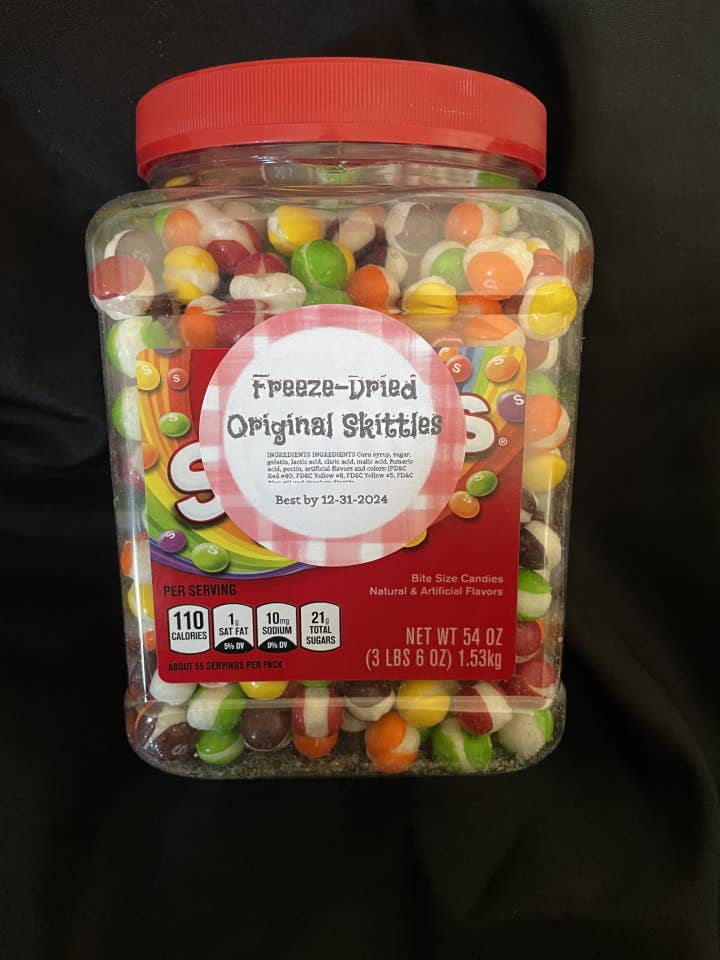 Freeze-Dried
Original Skittles
INGREDIENTS INGREDIENTS Corn syrup, sugar,
gelatin, lactic acid, citric acid, malic acid, fumaric
acid, pectin, artificial flavors and colors: (FD&C
Red #40, FD&C Yellow #6, FD&C Yellow #5, FD&C
Best by 12-31-2024
S S
®
Bite Size Candies
Natural & Artificial Flavors
PER SERVING
110 CALORIES 1g SAT FAT 5% DV 10mg SODIUM 0% DV 21g TOTAL SUGARS
ABOUT 55 SERVINGS PER PACK
NET WT 54 OZ
(3 LBS 6 OZ) 1.53kg